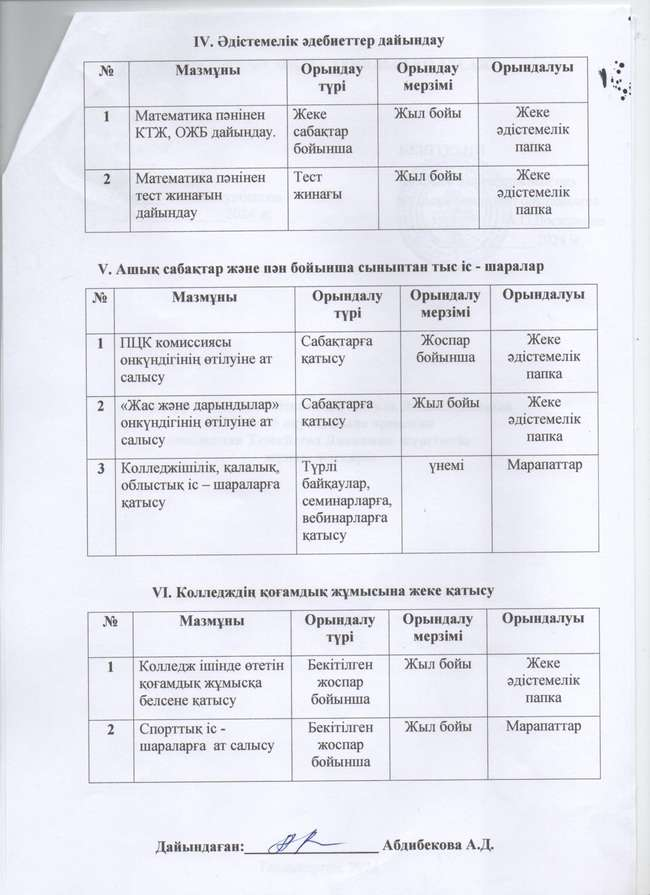 IV. Әдістемелік әдебиеттер дайындау
№ Мазмұны Орындау түрі Орындау мерзімі Орындалуы
1 Математика пәнінен КТЖ, ОЖБ дайындау. Жеке сабақтар бойынша Жыл бойы Жеке әдістемелік папка
2 Математика пәнінен тест жинағын дайындау Тест жинағы Жыл бойы Жеке әдістемелік папка
V. Ашық сабақтар және пән бойынша сыныптан тыс іс - шаралар
№ Мазмұны Орындалу түрі Орындалу мерзімі Орындалуы
1 ПЦК комиссиясы онкүндігінің өтілуіне ат салысу Сабақтарға қатысу Жоспар бойынша Жеке әдістемелік папка
2 «Жас және дарындылар» онкүндігінің өтілуіне ат салысу Сабақтарға қатысу Жыл бойы Жеке әдістемелік папка
3 Колледжішілік, қалалық, облыстық іс – шараларға қатысу Түрлі байқаулар, семинарларға, вебинарларға қатысу үнемі Марапаттар
VI. Колледждің қоғамдық жұмысына жеке қатысу
№ Мазмұны Орындалу түрі Орындалу мерзімі Орындалуы
1 Колледж ішінде өтетін қоғамдық жұмысқа белсене қатысу Бекітілген жоспар бойынша Жыл бойы Жеке әдістемелік папка
2 Спорттық іс - шараларға ат салысу Бекітілген жоспар бойынша Жыл бойы Марапаттар
Дайындаған:__________________ Абдибекова А.Д.